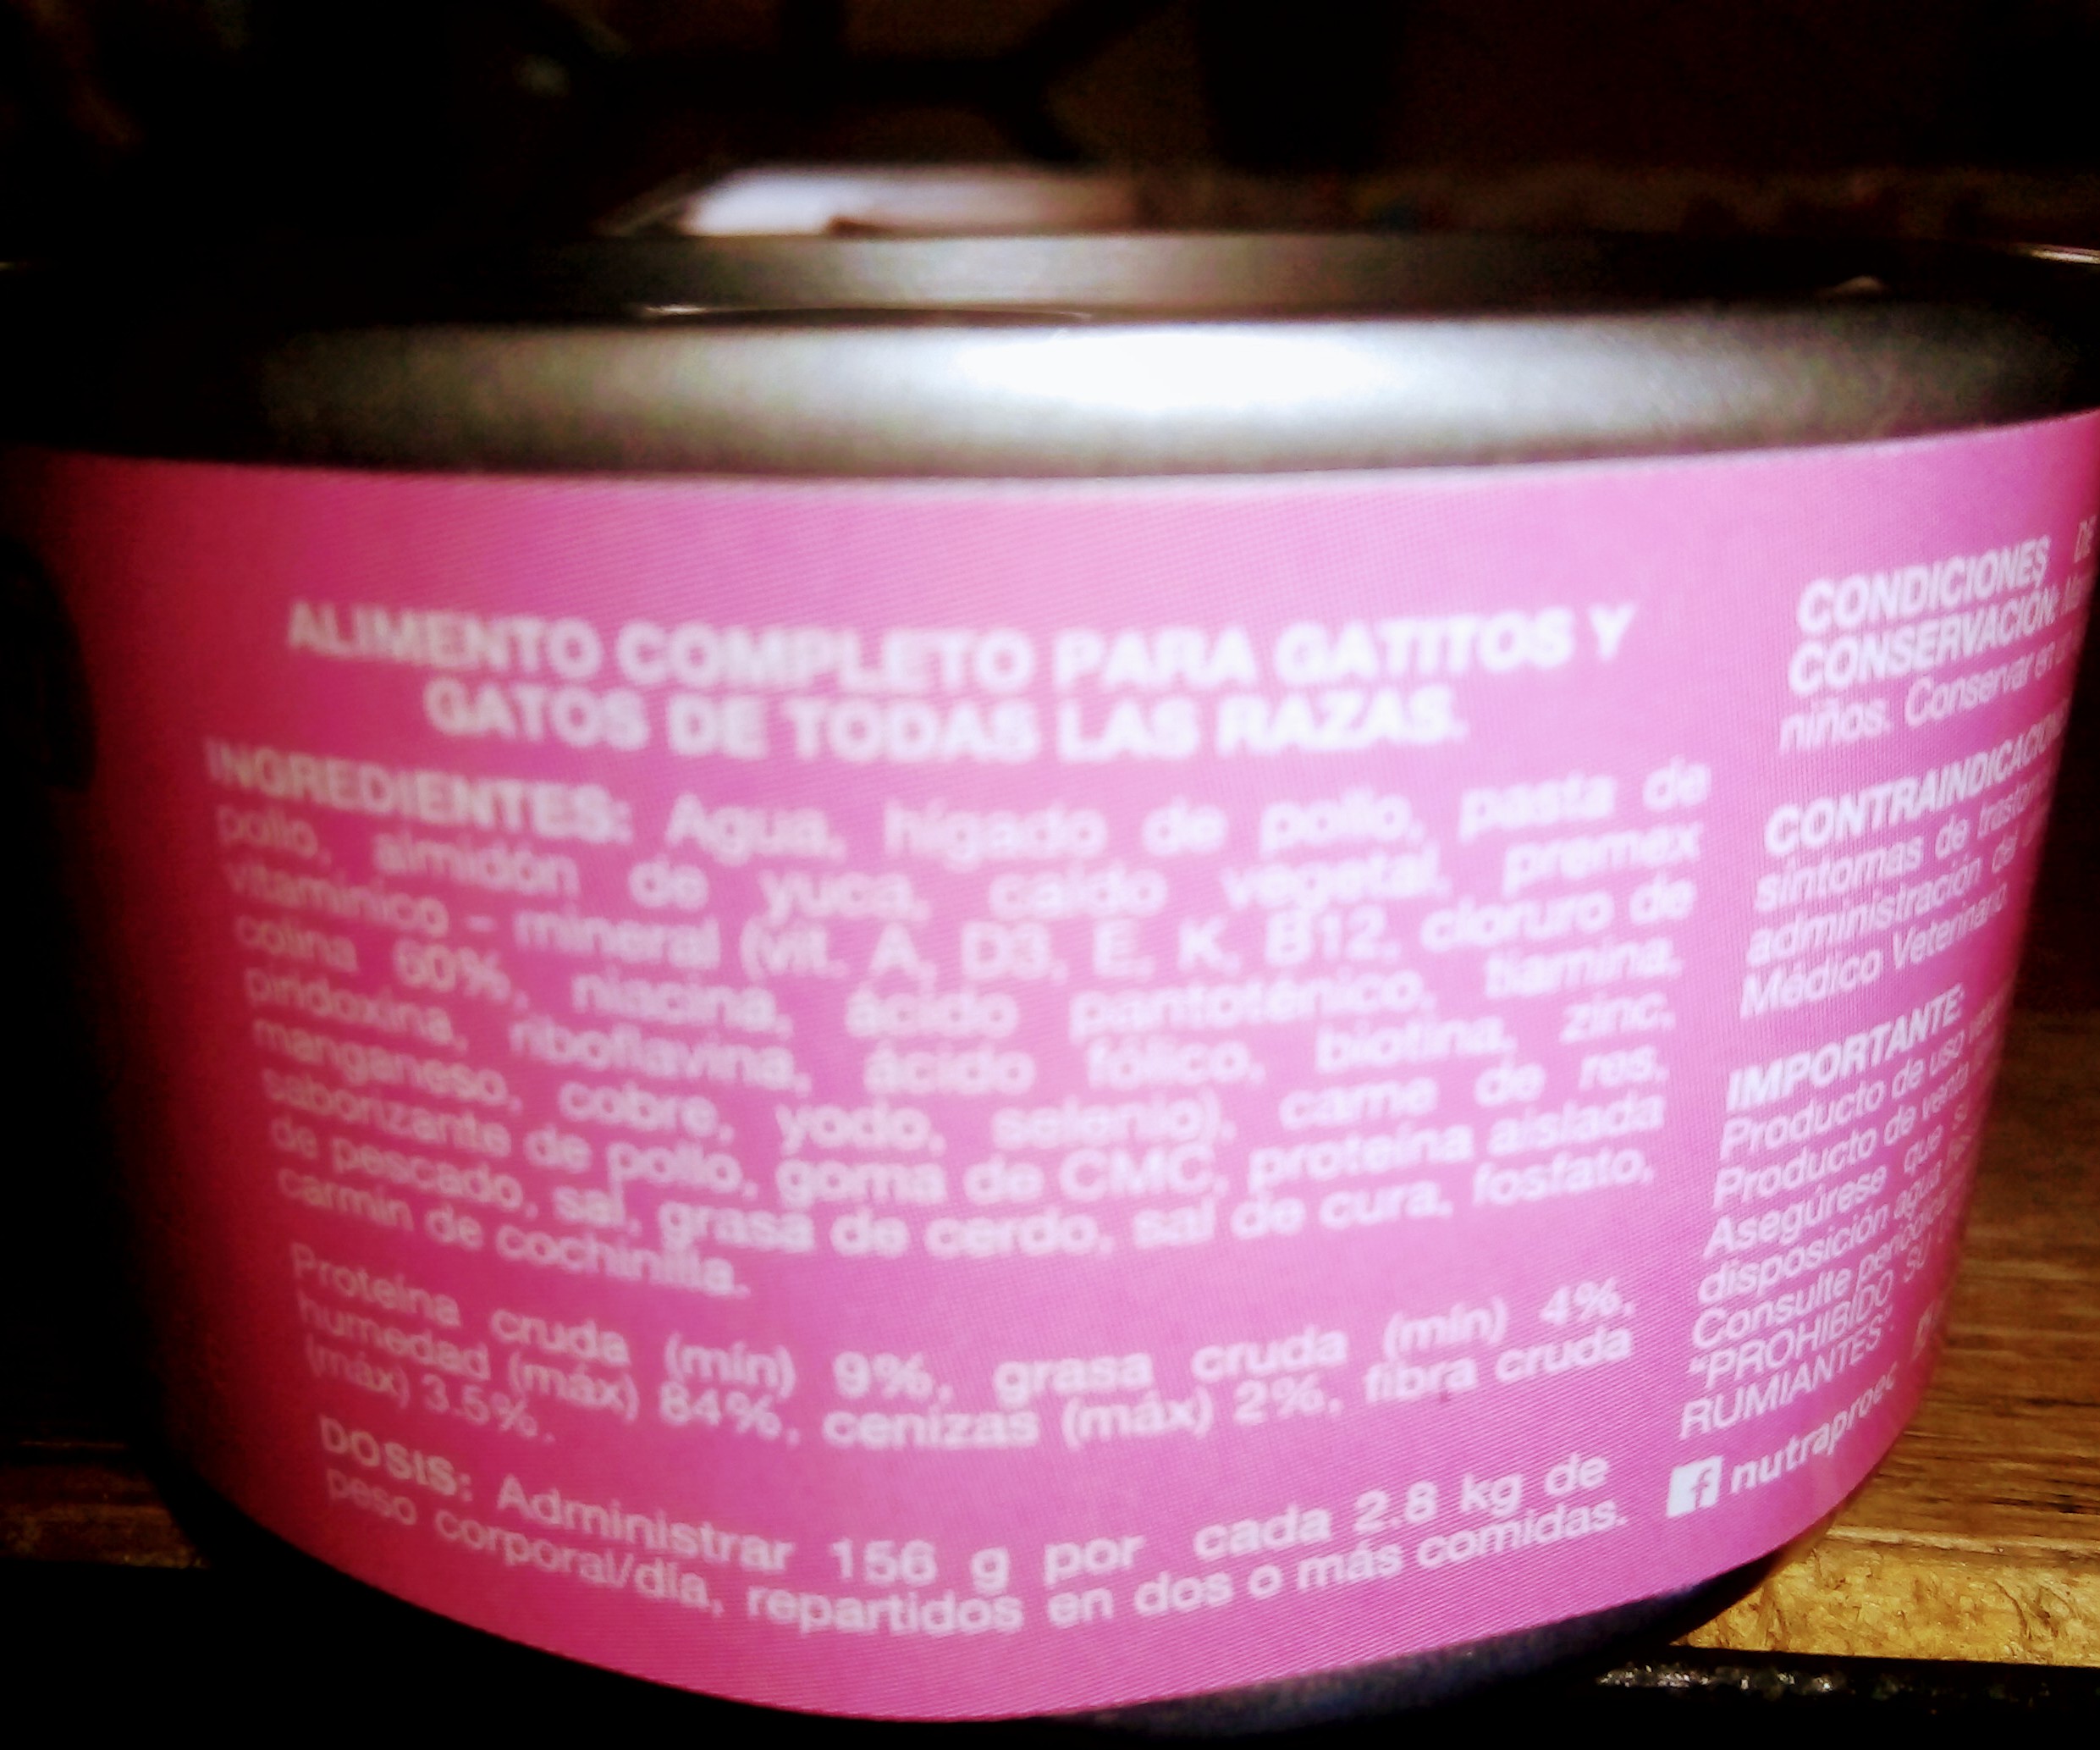 ALIMENTO COMPLETO PARA GATITOS Y
GATOS DE TODAS LAS RAZAS.
INGREDIENTES: Agua, hígado de pollo, pasta de
pollo, almidón de yuca, caldo vegetal, premex
vitamínico - mineral (vit. A, D3, E, K, B12, cloruro de
colina 60%, niacina, ácido pantoténico, tiamina,
piridoxina, riboflavina, ácido fólico, biotina, zinc,
manganeso, cobre, yodo, selenio), carne de res,
saborizante de pollo, goma de CMC, proteína aislada
de pescado, sal, grasa de cerdo, sal de cura, fosfato,
carmín de cochinilla.
Proteína cruda (mín) 9%, grasa cruda (mín) 4%,
humedad (máx) 84%, cenizas (máx) 2%, fibra cruda
(máx) 3.5%.
DOSIS: Administrar 156 g por cada 2.8 kg de
peso corporal/día, repartidos en dos o más comidas.
CONDICIONES DE
CONSERVACIÓN:
niños. Conservar en
CONTRAINDICACION
síntomas de
administración del
Médico Veterinario
IMPORTANTE:
Producto de uso
Producto de venta
Asegúrese que su
disposición agua
Consulte
"PROHIBIDO SU
RUMIANTES"
nutraproec